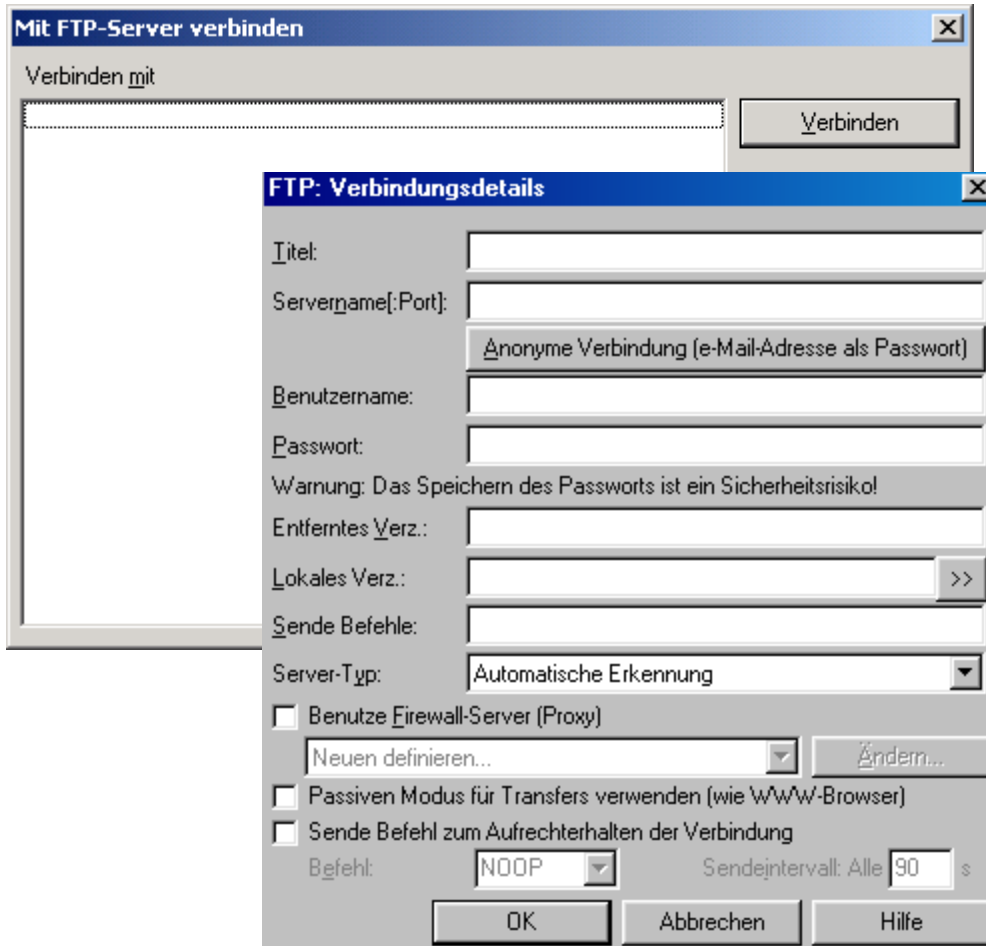 Mit FTP-Server verbinden
Verbinden mit
Verbinden
FTP: Verbindungsdetails
Titel:
Servername[:Port]:
Anonyme Verbindung (e-Mail-Adresse als Passwort)
Benutzername:
Passwort:
Warnung: Das Speichern des Passworts ist ein Sicherheitsrisiko!
Entferntes Verz.:
Lokales Verz.: >>
Sende Befehle:
Server-Typ: Automatische Erkennung
Benutze Firewall-Server (Proxy)
Neuen definieren... Ändern...
Passiven Modus für Transfers verwenden (wie WWW-Browser)
Sende Befehl zum Aufrechterhalten der Verbindung
Befehl: NOOP Sendeintervall: Alle 90 s
OK Abbrechen Hilfe